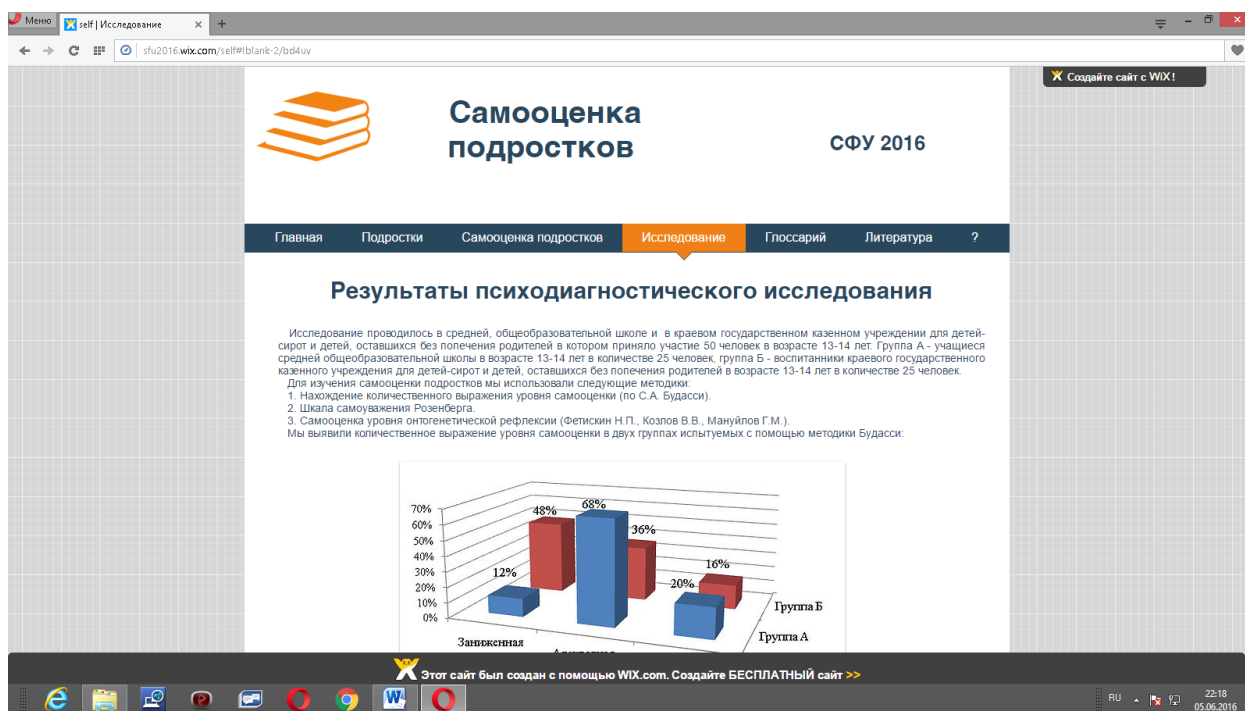 Меню
self | Исследование
sfu2016.wix.com/self#!blank-2/bd4uv
Создайте сайт с WiX!
Самооценка
подростков
СФУ 2016
Главная Подростки Самооценка подростков Исследование Глоссарий Литература ?
Результаты психодиагностического исследования
Исследование проводилось в средней, общеобразовательной школе и в краевом государственном казенном учреждении для детей-
сирот и детей, оставшихся без попечения родителей в котором приняло участие 50 человек в возрасте 13-14 лет. Группа А - учащиеся
средней общеобразовательной школы в возрасте 13-14 лет в количестве 25 человек, группа Б - воспитанники краевого государственного
казенного учреждения для детей-сирот и детей, оставшихся без попечения родителей в возрасте 13-14 лет в количестве 25 человек.
Для изучения самооценки подростков мы использовали следующие методики:
1. Нахождение количественного выражения уровня самооценки (по С.А. Будасси).
2. Шкала самоуважения Розенберга.
3. Самооценка уровня онтогенетической рефлексии (Фетискин Н.П., Козлов В.В., Мануйлов Г.М.).
Мы выявили количественное выражение уровня самооценки в двух группах испытуемых с помощью методики Будасси:
70%
60%
50%
40%
30%
20%
10%
0%
12%
48%
68%
36%
20%
16%
Группа Б
Группа А
Заниженная
Этот сайт был создан с помощью WIX.com. Создайте БЕСПЛАТНЫЙ сайт >>
RU
22:18
05.06.2016